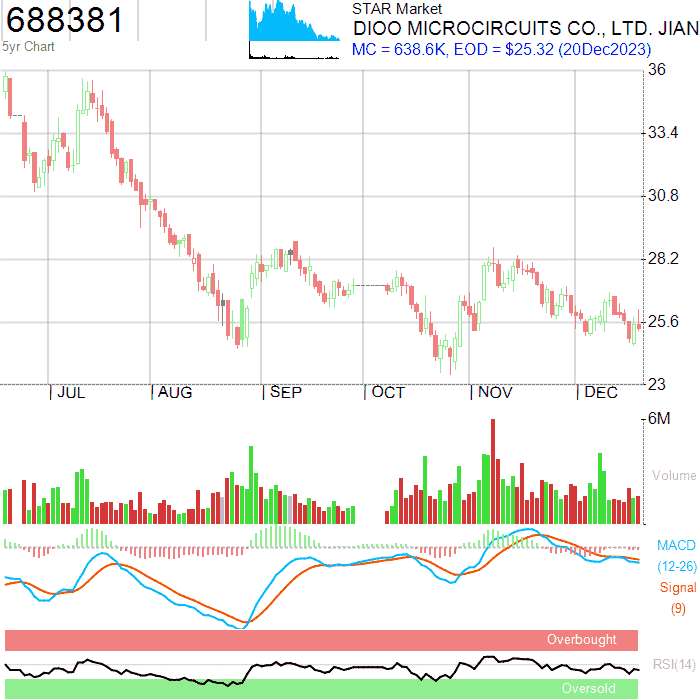 688381
5yr Chart
STAR Market
DIOO MICROCIRCUITS CO., LTD. JIAN
MC = 638.6K, EOD = $25.32 (20Dec2023)
36
33.4
30.8
28.2
25.6
23
JUL AUG SEP OCT NOV DEC
6M
Volume
MACD
(12-26)
Signal
(9)
Overbought
RSI(14)
Oversold